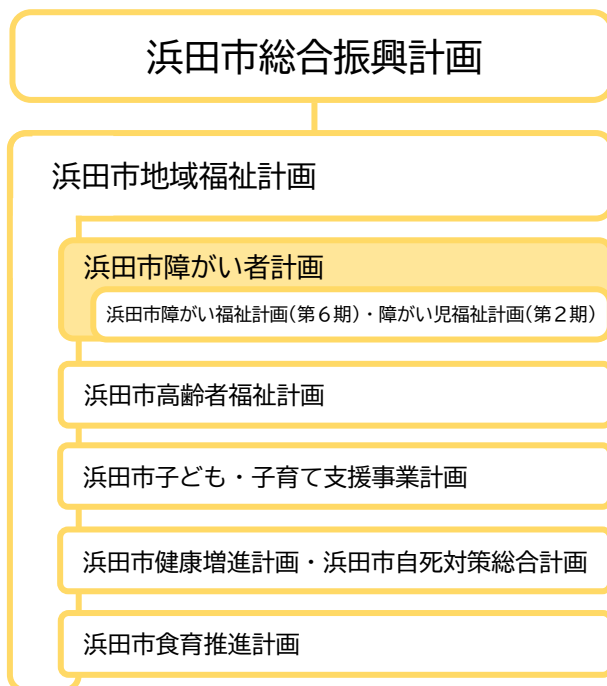 浜田市総合振興計画
浜田市地域福祉計画
浜田市障がい者計画
浜田市障がい福祉計画(第６期)・障がい児福祉計画(第２期)
浜田市高齢者福祉計画
浜田市子ども・子育て支援事業計画
浜田市健康増進計画・浜田市自死対策総合計画
浜田市食育推進計画